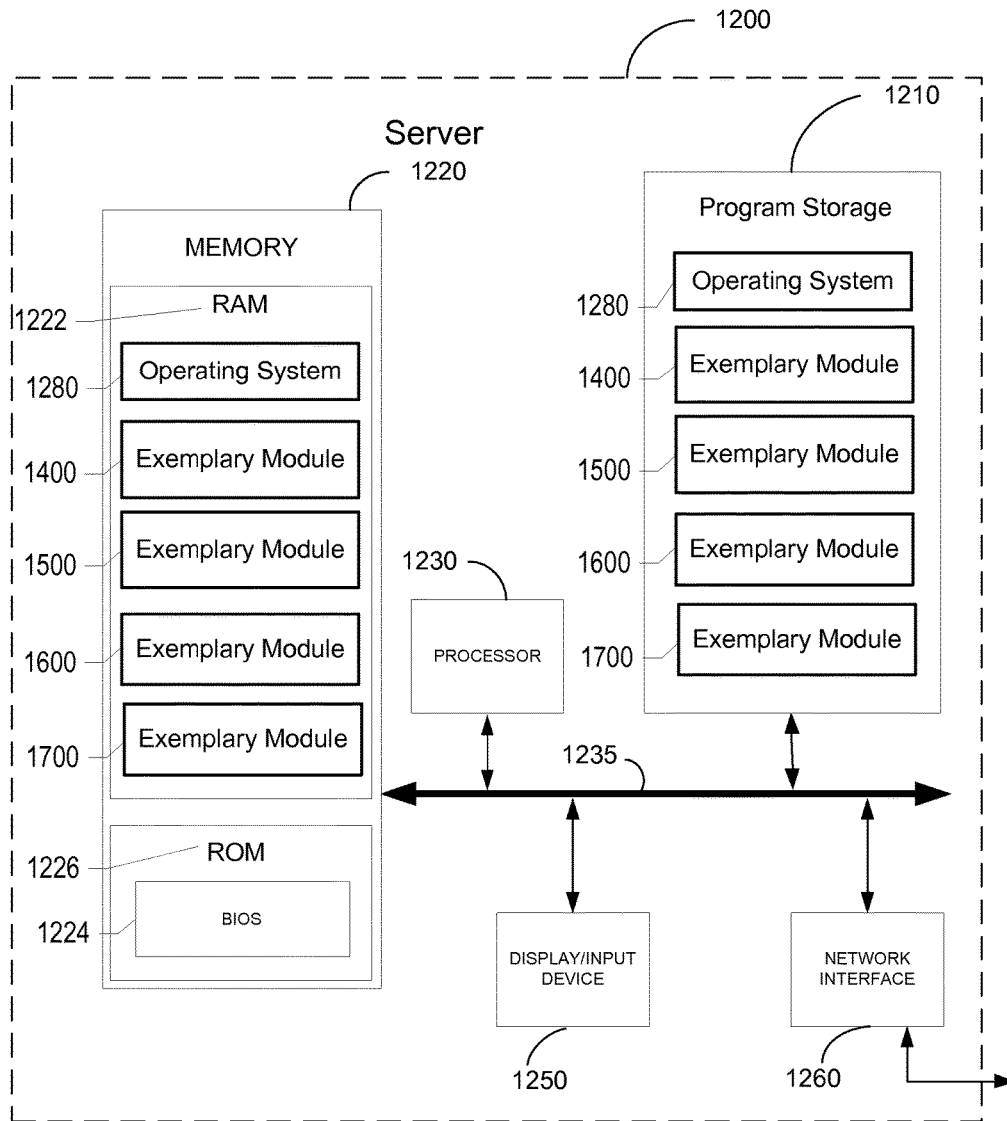 1200
1210
Server
1220
Program Storage
MEMORY
RAM
1222
Operating System
1280
Operating System
1280
Exemplary Module
1400
Exemplary Module
1400
Exemplary Module
1500
Exemplary Module
1500
1230
Exemplary Module
1600
Exemplary Module
1600
PROCESSOR
Exemplary Module
1700
Exemplary Module
1700
1235
ROM
1226
BIOS
1224
DISPLAY/INPUT
DEVICE
NETWORK
INTERFACE
1250
1260